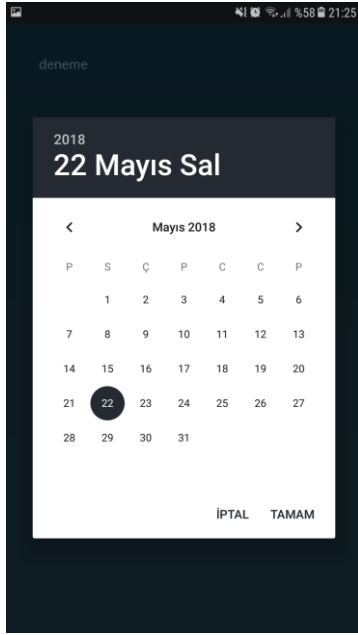 %58 21:25
deneme
2018
22 Mayıs Sal
Mayıs 2018
P S Ç P C C P
1 2 3 4 5 6
7 8 9 10 11 12 13
14 15 16 17 18 19 20
21 22 23 24 25 26 27
28 29 30 31
İPTAL TAMAM